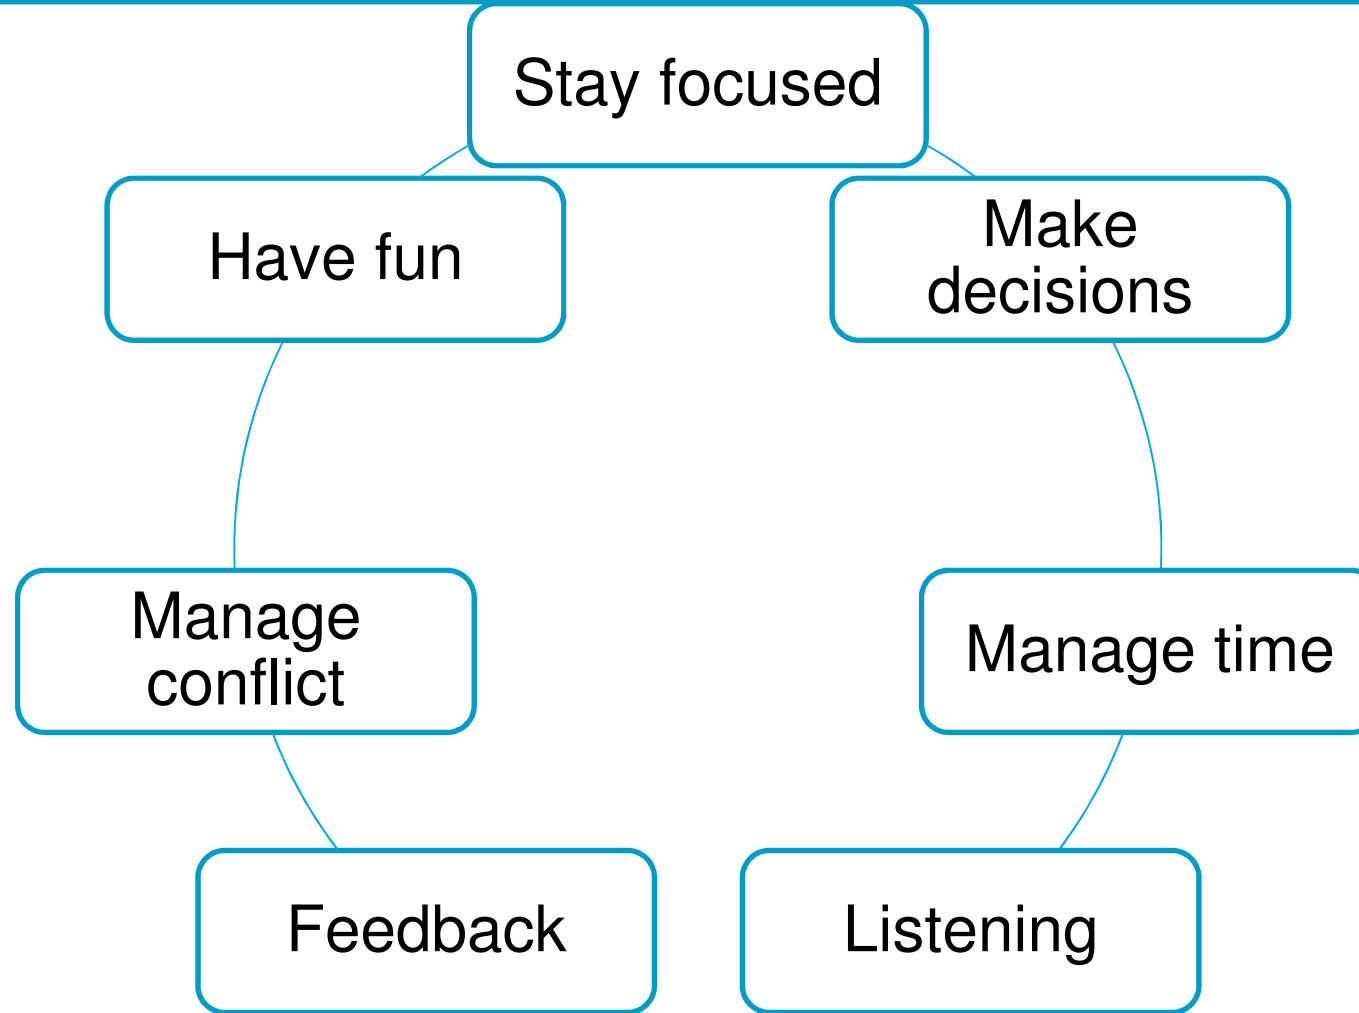 Stay focused
Have fun
Make
decisions
Manage
conflict
Manage time
Feedback
Listening